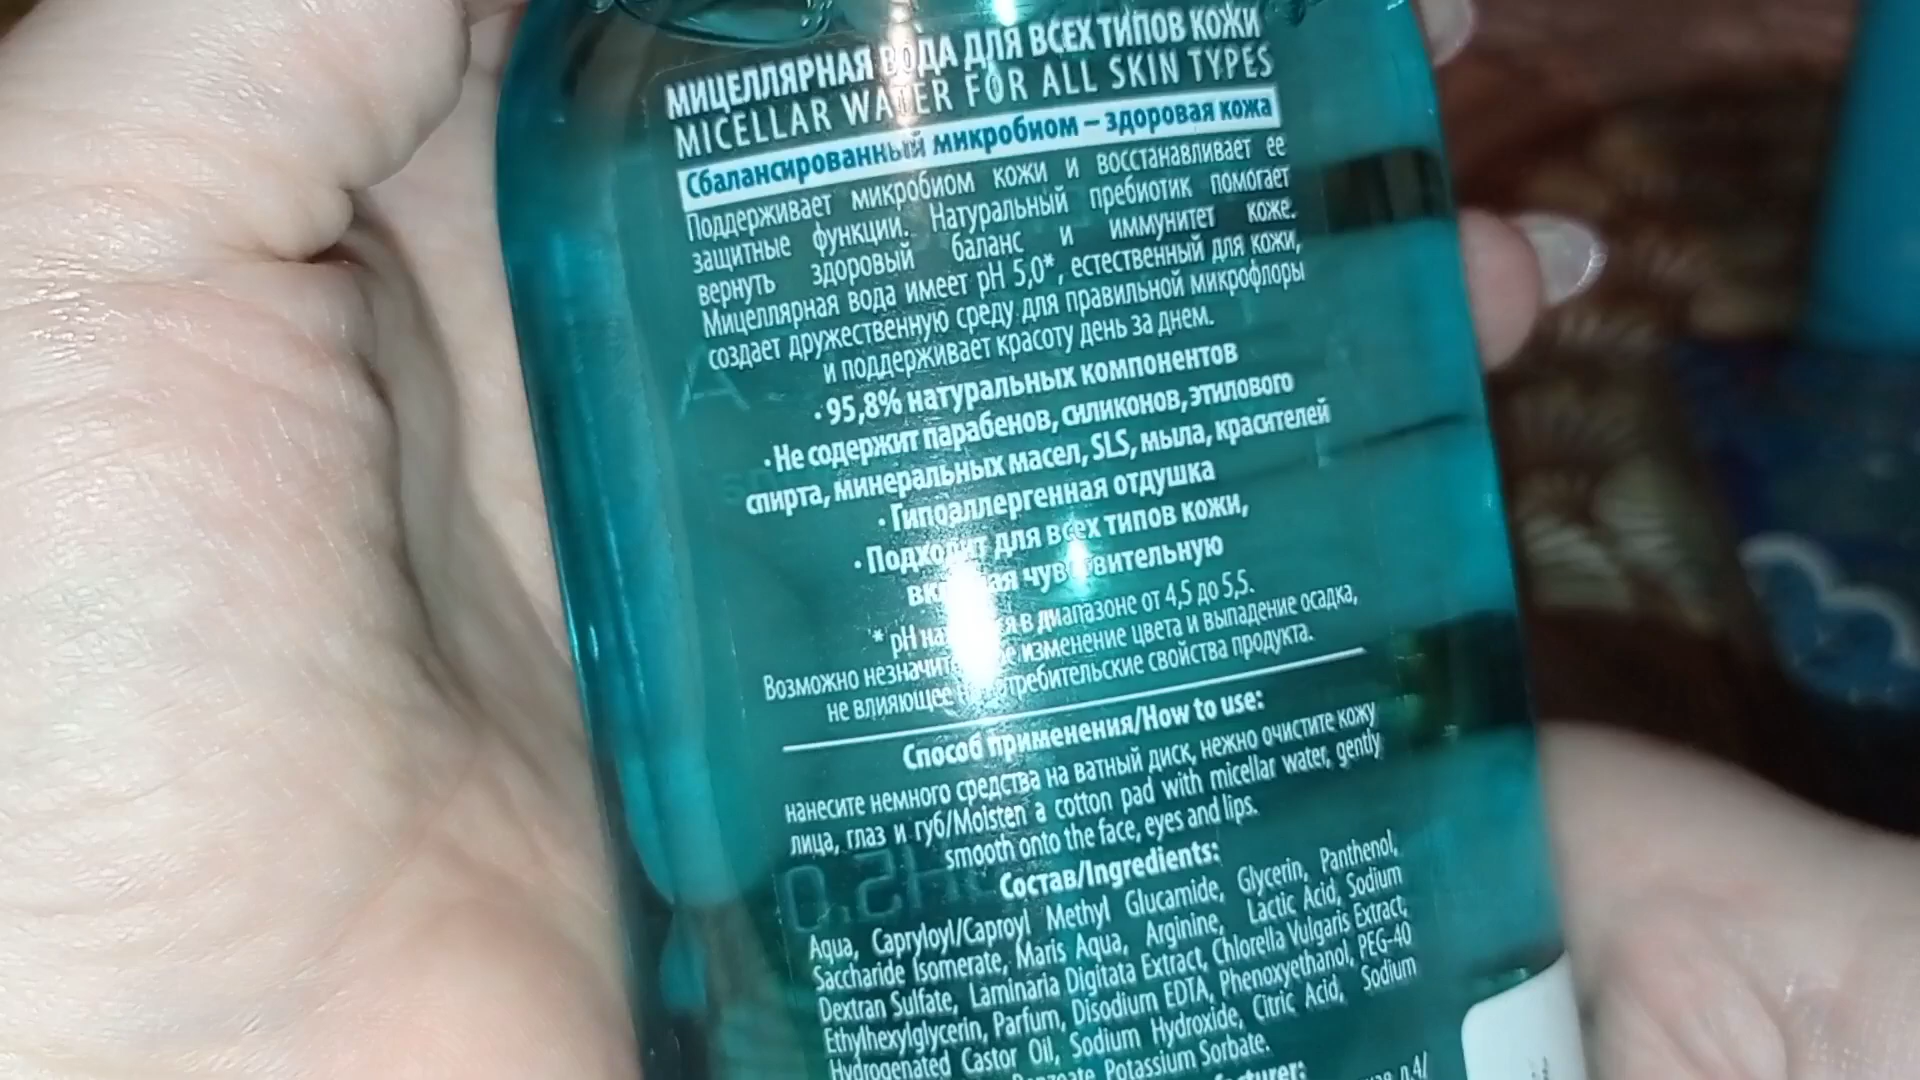 МИЦЕЛЛЯРНАЯ ВОДА ДЛЯ ВСЕХ ТИПОВ КОЖИ
MICELLAR WATER FOR ALL SKIN TYPES
Сбалансированный микробиом – здоровая кожа
Поддерживает микробиом кожи и восстанавливает ее
защитные функции. Натуральный пребиотик помогает
вернуть здоровый баланс и иммунитет коже.
Мицеллярная вода имеет pH 5,0*, естественный для кожи,
создает дружественную среду для правильной микрофлоры
и поддерживает красоту день за днем.
· 95,8% натуральных компонентов
· Не содержит парабенов, силиконов, этилового
спирта, минеральных масел, SLS, мыла, красителей
· Гипоаллергенная отдушка
· Подходит для всех типов кожи,
чувствительную
* pH в диапазоне от 4,5 до 5,5.
Возможно изменение цвета и выпадение осадка,
не влияющее потребительские свойства продукта.
Способ применения/How to use:
нанесите немного средства на ватный диск, нежно очистите кожу
лица, глаз и губ/Moisten a cotton pad with micellar water, gently
smooth onto the face, eyes and lips.
Состав/Ingredients:
Aqua, Capryloyl/Caproyl Methyl Glucamide, Glycerin, Panthenol,
Saccharide Isomerate, Maris Aqua, Arginine, Lactic Acid, Sodium
Dextran Sulfate, Laminaria Digitata Extract, Chlorella Vulgaris Extract,
Ethylhexylglycerin, Parfum, Disodium EDTA, Phenoxyethanol, PEG-40
Hydrogenated Castor Oil, Sodium Hydroxide, Citric Acid, Sodium
Potassium Sorbate.